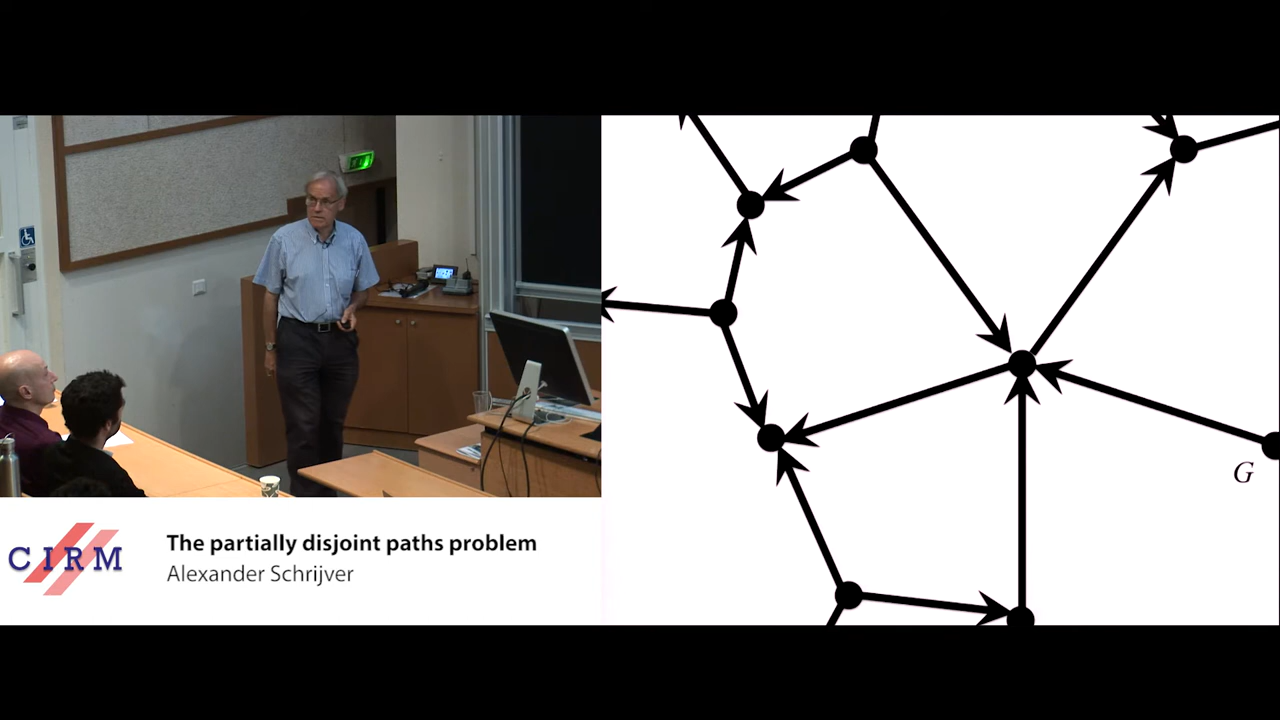 CIRM
The partially disjoint paths problem
Alexander Schrijver
G